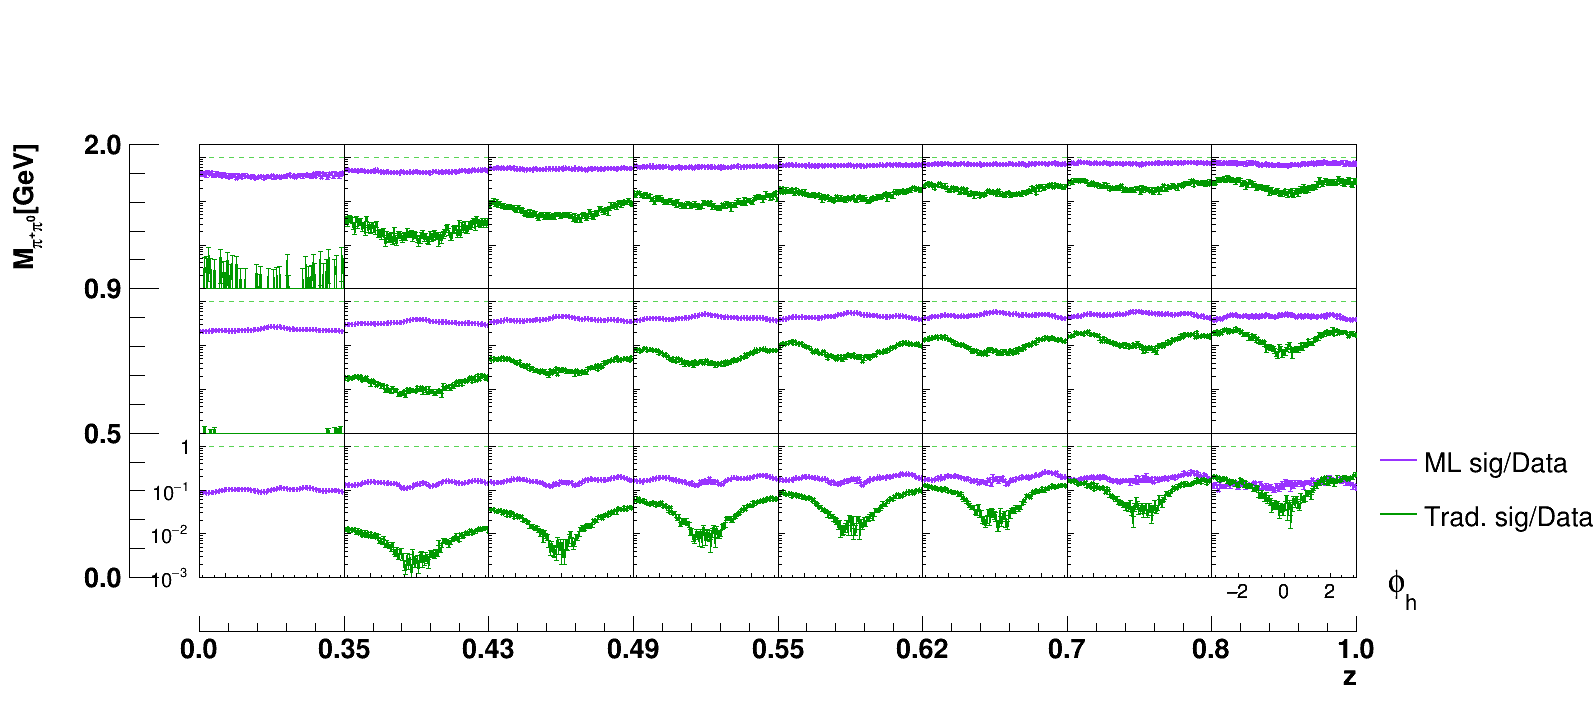 M_{π⁺π⁰}[GeV]
2.0
0.9
0.5
0.0
1
10⁻¹
10⁻²
10⁻³
ML sig/Data
Trad. sig/Data
−2 0 2
ϕ_h
0.0 0.35 0.43 0.49 0.55 0.62 0.7 0.8 1.0
z